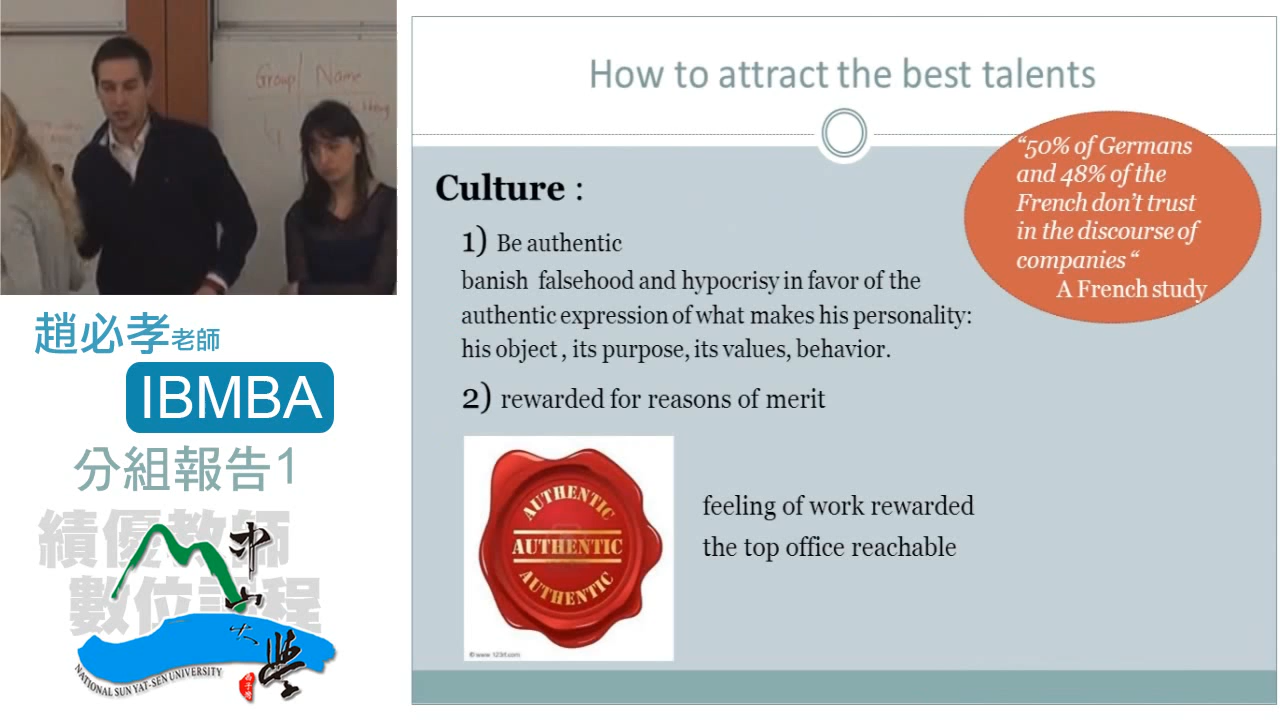 Group Name
趙必孝老師
IBMBA
分組報告1
績優教師
數位課程
中山大學
NATIONAL SUN YAT-SEN UNIVERSITY
How to attract the best talents
“50% of Germans
and 48% of the
French don’t trust
in the discourse of
companies “
A French study
Culture :
1) Be authentic
banish falsehood and hypocrisy in favor of the
authentic expression of what makes his personality:
his object , its purpose, its values, behavior.
2) rewarded for reasons of merit
AUTHENTIC
AUTHENTIC
AUTHENTIC
feeling of work rewarded
the top office reachable
© www.123rf.com